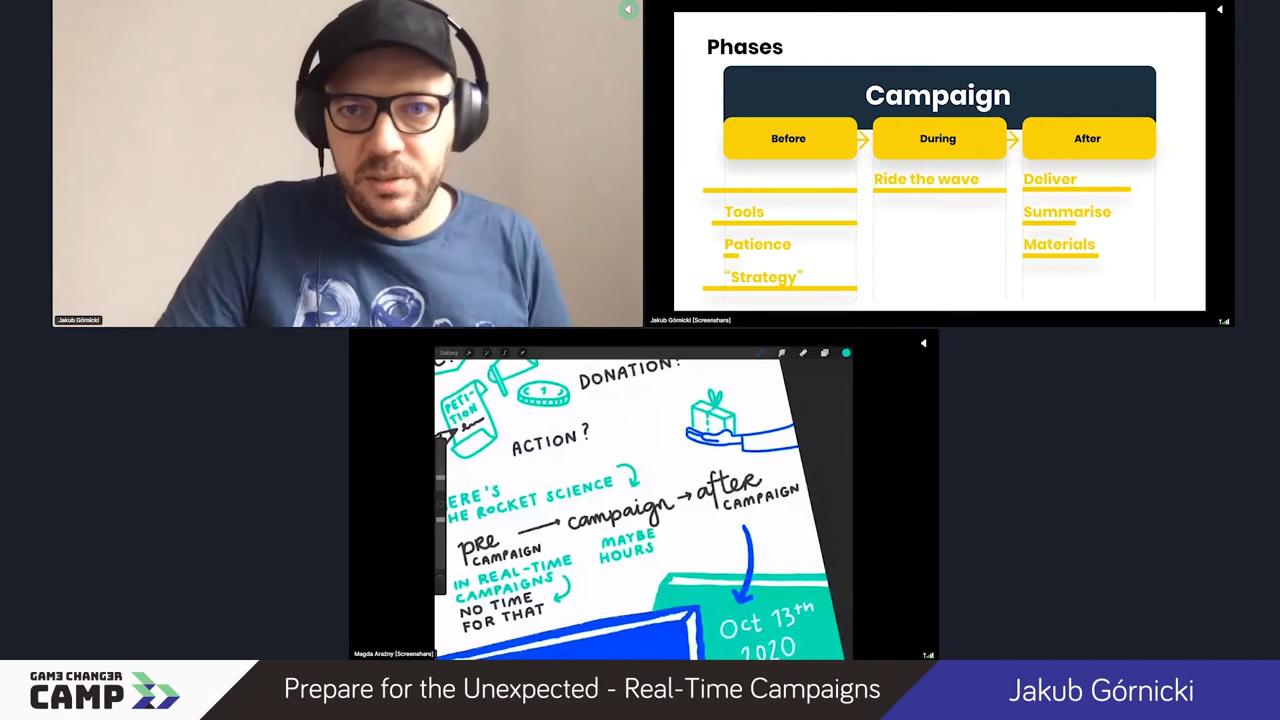 Jakub Górnicki
Phases
Campaign
Before
During
After
Ride the wave
Deliver
Tools
Summarise
Patience
Materials
"Strategy"
Jakub Górnicki [Screenshare]
Gallery
DONATION?
PETI-
TION
ACTION?
ERE'S
HE ROCKET SCIENCE
pre
CAMPAIGN
campaign
after
CAMPAIGN
MAYBE
HOURS
IN REAL-TIME
CAMPAIGNS
NO TIME
FOR THAT
Oct 13th
2020
Magda Arażny [Screenshare]
GAME CHANGER
CAMP
Prepare for the Unexpected - Real-Time Campaigns
Jakub Górnicki